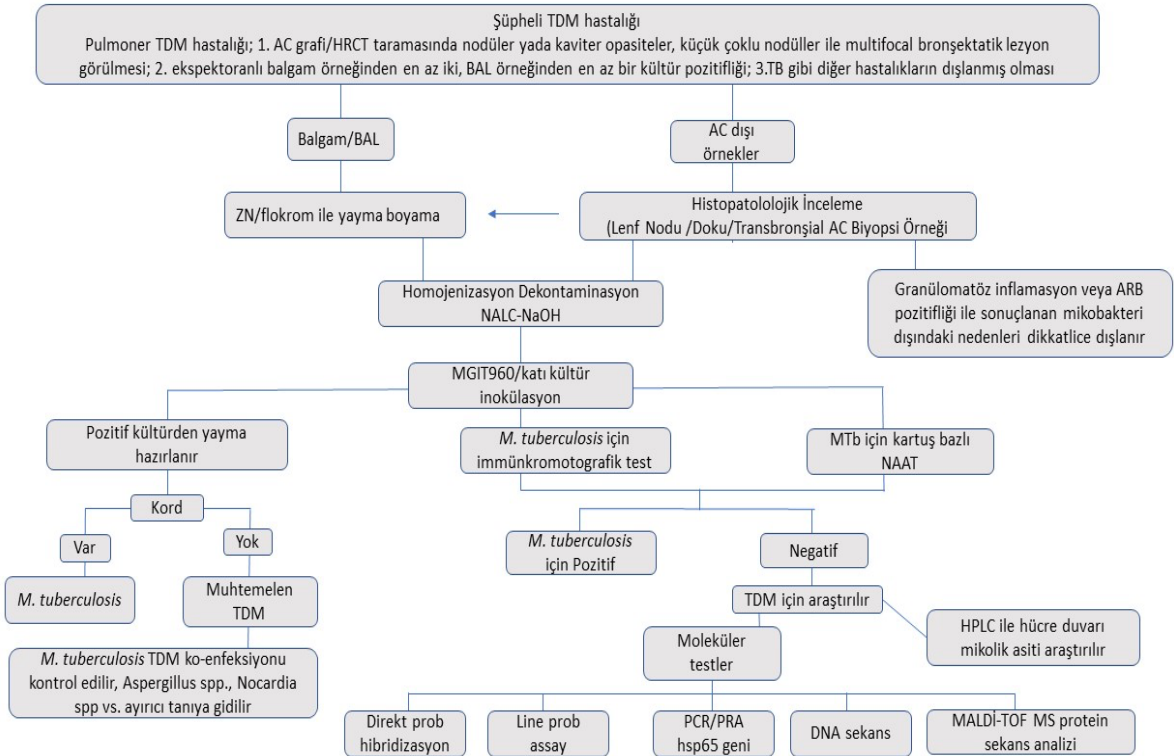 Şüpheli TDM hastalığı
Pulmoner TDM hastalığı; 1. AC grafi/HRCT taramasında nodüler yada kaviter opasiteler, küçük çoklu nodüller ile multifocal bronşektatik lezyon
görülmesi; 2. ekspektoranlı balgam örneğinden en az iki, BAL örneğinden en az bir kültür pozitifliği; 3.TB gibi diğer hastalıkların dışlanmış olması
Balgam/BAL
AC dışı
örnekler
ZN/flokrom ile yayma boyama
Histopatololojik İnceleme
(Lenf Nodu /Doku/Transbronşial AC Biyopsi Örneği
Homojenizasyon Dekontaminasyon
NALC-NaOH
Granülomatöz inflamasyon veya ARB
pozitifliği ile sonuçlanan mikobakteri
dışındaki nedenleri dikkatlice dışlanır
MGIT960/katı kültür
inokülasyon
Pozitif kültürden yayma
hazırlanır
M. tuberculosis için
immünkromotografik test
MTb için kartuş bazlı
NAAT
Kord
Var
Yok
M. tuberculosis
için Pozitif
Negatif
M. tuberculosis
Muhtemelen
TDM
TDM için araştırılır
HPLC ile hücre duvarı
mikolik asiti araştırılır
Moleküler
testler
M. tuberculosis TDM ko-enfeksiyonu
kontrol edilir, Aspergillus spp., Nocardia
spp vs. ayırıcı tanıya gidilir
Direkt prob
hibridizasyon
Line prob
assay
PCR/PRA
hsp65 geni
DNA sekans
MALDİ-TOF MS protein
sekans analizi